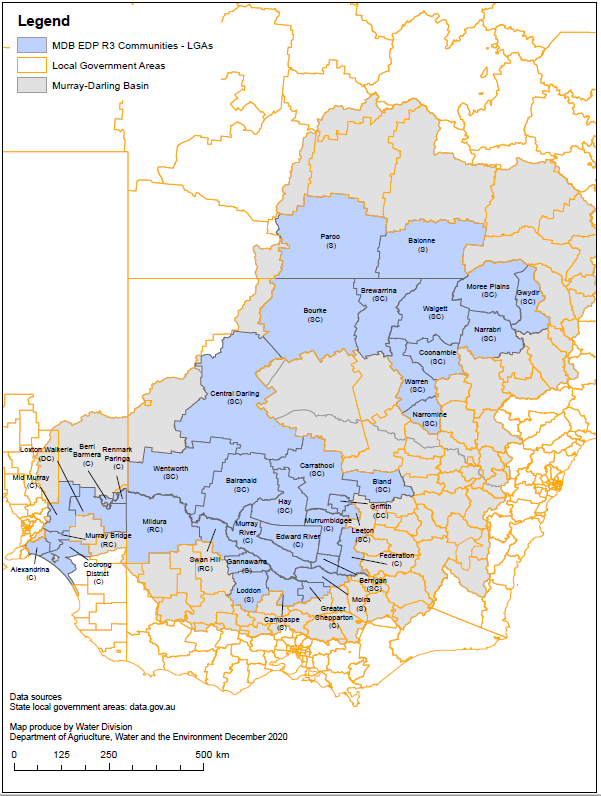 Legend
MDB EDP R3 Communities - LGAs
Local Government Areas
Murray-Darling Basin
Paroo
(S)
Balonne
(S)
Brewarrina
(SC)
Moree Plains
(SC)
Gwydir
(SC)
Bourke
(SC)
Walgett
(SC)
Narrabri
(SC)
Coonamble
(SC)
Warren
(SC)
Central Darling
(SC)
Narromine
(SC)
Loxton Waikerie
(DC)
Berri
Barmera
(C)
Renmark
Paringa
(C)
Mid Murray
(C)
Wentworth
(SC)
Carrathool
(SC)
Balranald
(SC)
Bland
(SC)
Hay
(SC)
Griffith
(CC)
Mildura
(RC)
Murray
River
(C)
Murrumbidgee
(C)
Leeton
(SC)
Murray Bridge
(RC)
Edward River
(C)
Federation
(C)
Swan Hill
(RC)
Gannawarra
(S)
Alexandrina
(C)
Coorong
District
(C)
Berrigan
(SC)
Loddon
(S)
Moira
(S)
Campaspe
(S)
Greater
Shepparton
(C)
Data sources
State local government areas: data.gov.au
Map produce by Water Division
Department of Agriuclture, Water and the Environment December 2020
0 125 250 500 km